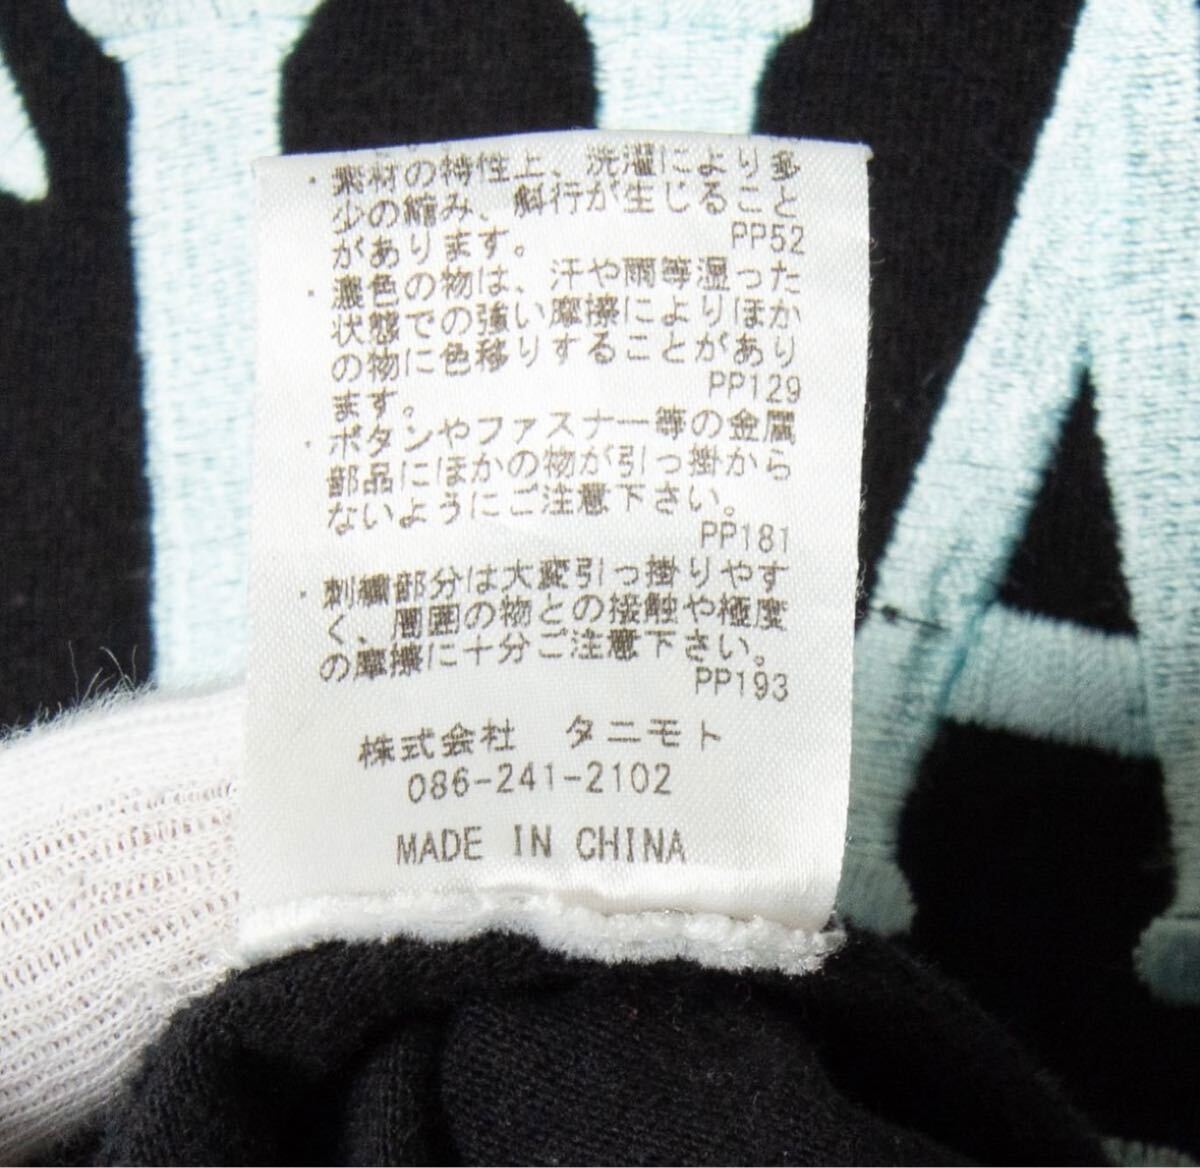 ・素材の特性上、洗濯により多
少の縮み、斜行が生じること
があります。
PP52
・濃色の物は、汗や雨等湿った
状態での強い摩擦によりほか
の物に色移りすることがあり
ます。
PP129
・ボタンやファスナー等の金属
部品にほかの物が引っ掛から
ないようにご注意下さい。
PP181
・刺繍部分は大変引っ掛りやす
く、周囲の物との接触や極度
の摩擦に十分ご注意下さい。
PP193
株式会社 タニモト
086-241-2102
MADE IN CHINA